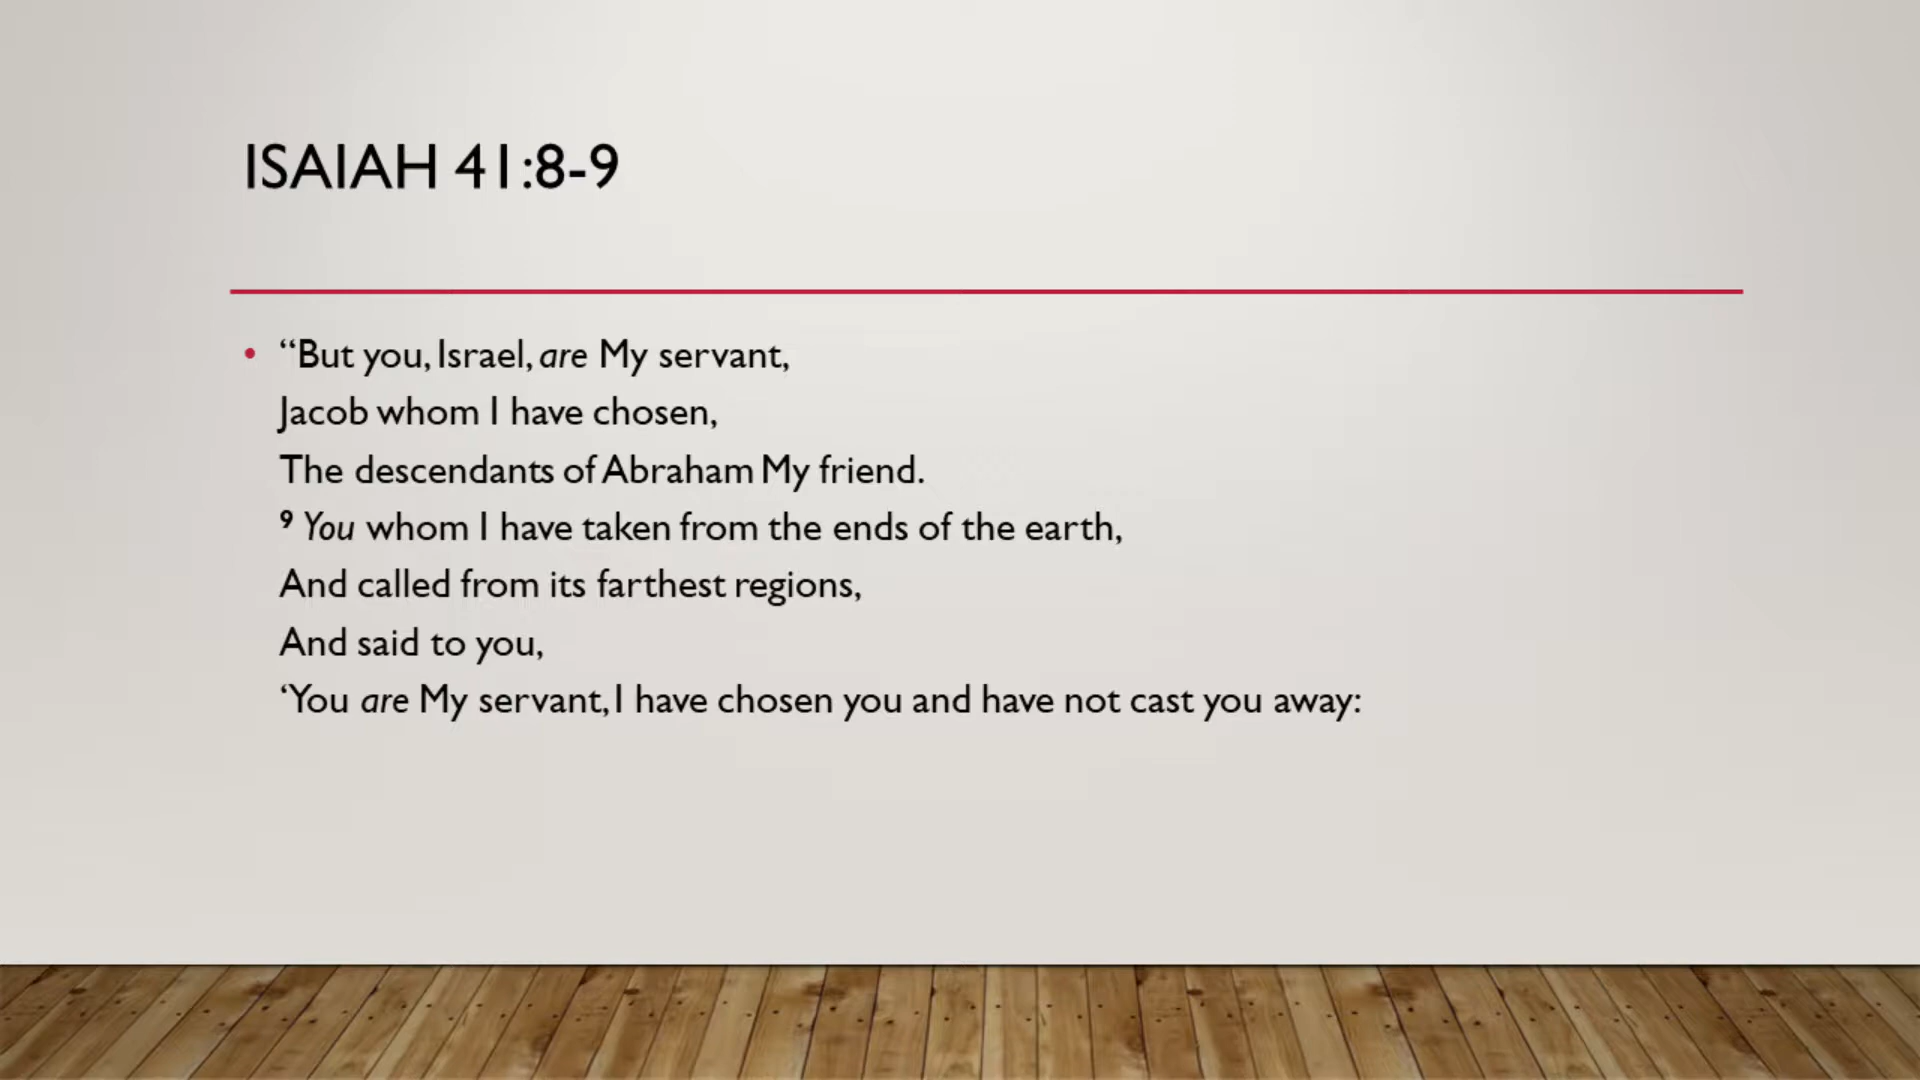 ISAIAH 41:8-9
• “But you, Israel, are My servant,
Jacob whom I have chosen,
The descendants of Abraham My friend.
⁹ You whom I have taken from the ends of the earth,
And called from its farthest regions,
And said to you,
‘You are My servant, I have chosen you and have not cast you away: